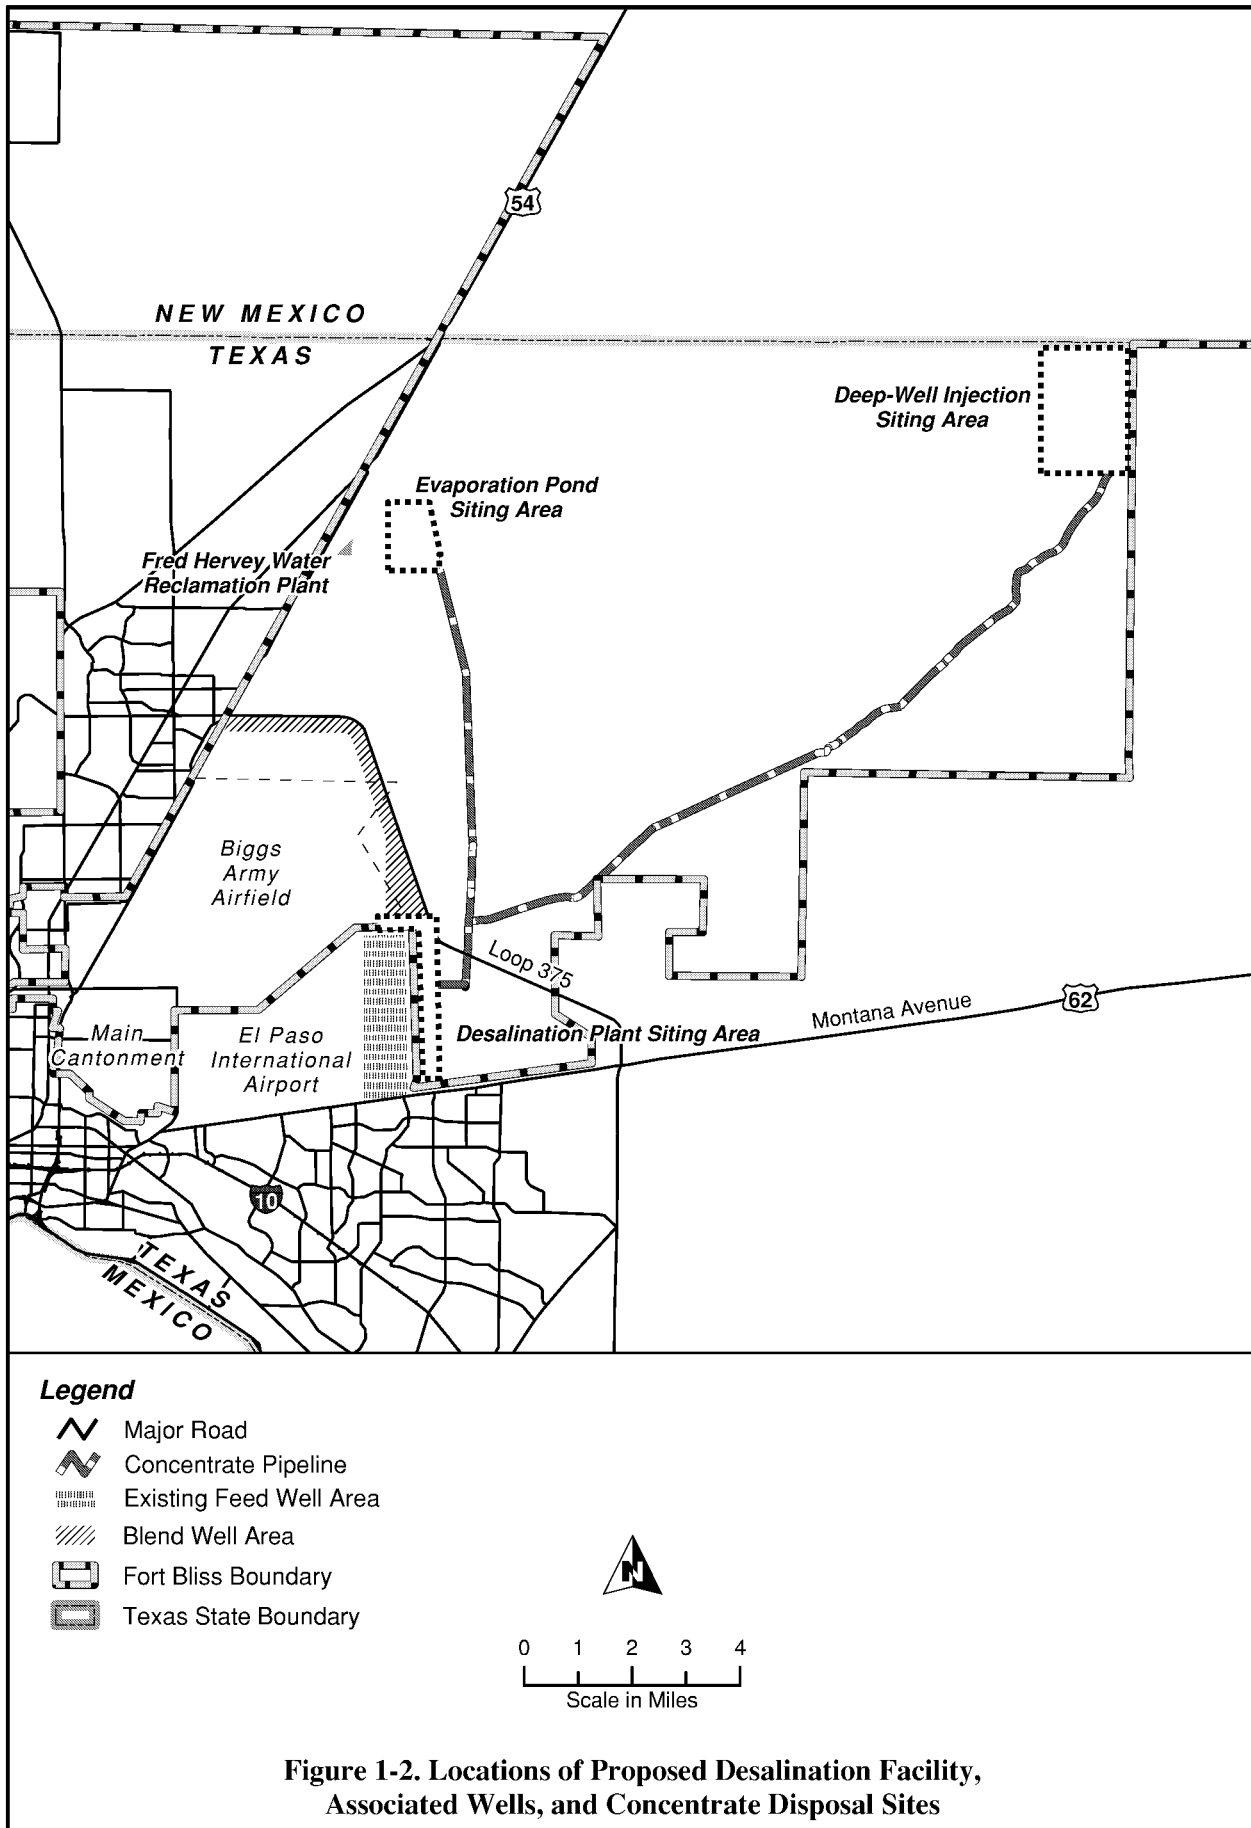 54
NEW MEXICO
TEXAS
Deep-Well Injection
Siting Area
Evaporation Pond
Siting Area
Fred Hervey Water
Reclamation Plant
Biggs
Army
Airfield
Loop 375
Desalination Plant Siting Area
Montana Avenue
62
Main
Cantonment
El Paso
International
Airport
10
TEXAS
MEXICO
Legend
Major Road
Concentrate Pipeline
Existing Feed Well Area
Blend Well Area
Fort Bliss Boundary
Texas State Boundary
N
0 1 2 3 4
Scale in Miles
Figure 1-2. Locations of Proposed Desalination Facility,
Associated Wells, and Concentrate Disposal Sites